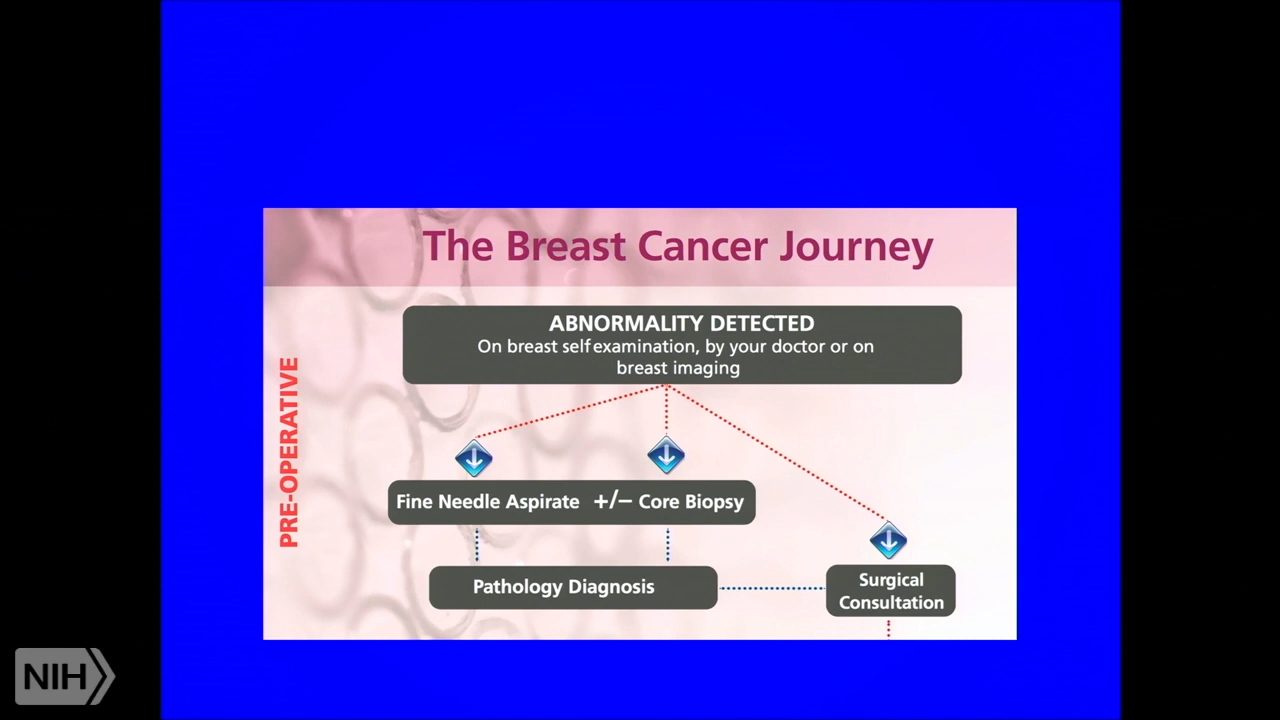 The Breast Cancer Journey
ABNORMALITY DETECTED
On breast self examination, by your doctor or on
breast imaging
PRE-OPERATIVE
Fine Needle Aspirate +/− Core Biopsy
Pathology Diagnosis
Surgical
Consultation
NIH